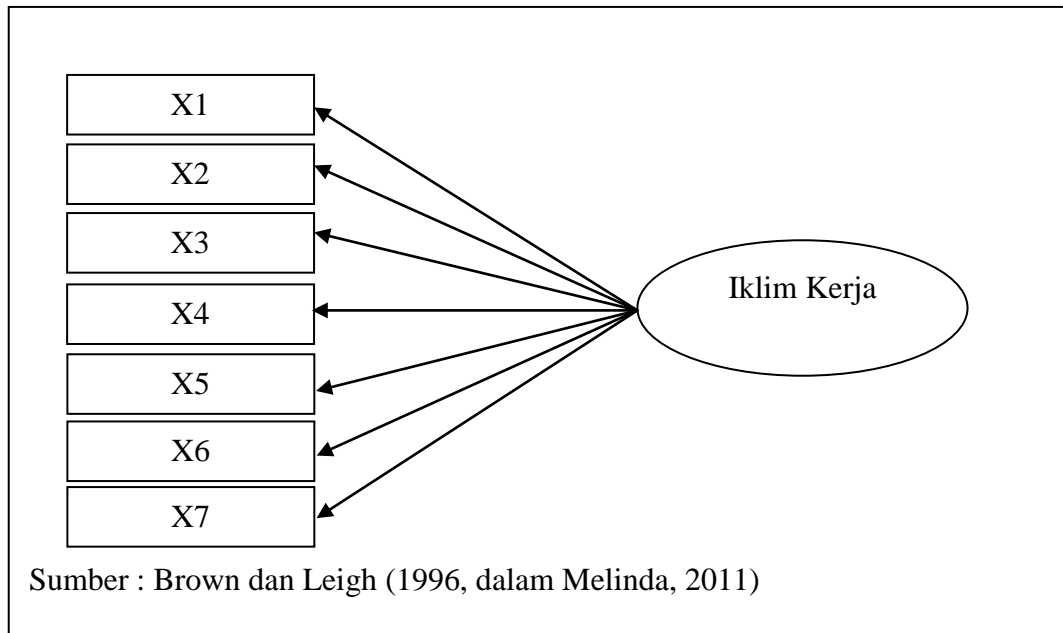 X1
X2
X3
X4
X5
X6
X7
Iklim Kerja
Sumber : Brown dan Leigh (1996, dalam Melinda, 2011)